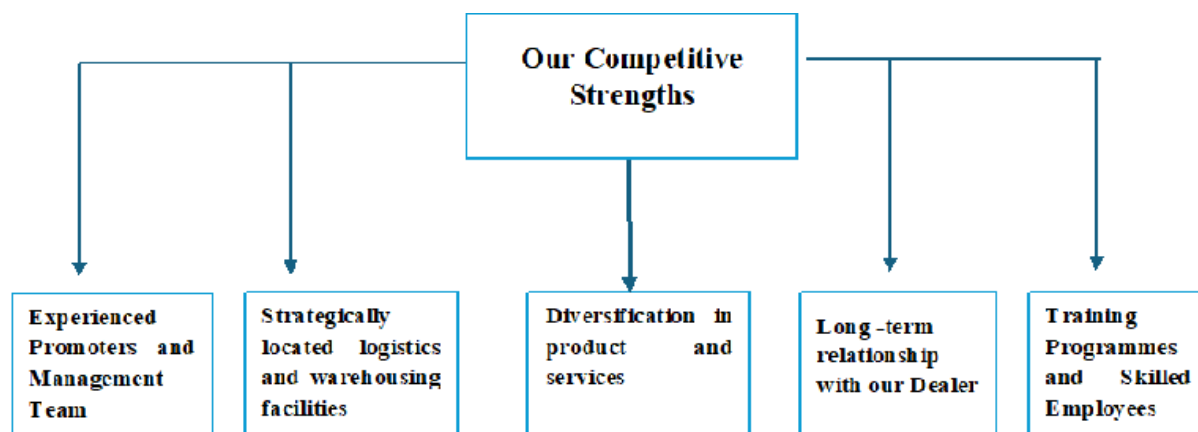 Our Competitive
Strengths
Experienced
Promoters and
Management
Team
Strategically
located logistics
and warehousing
facilities
Diversification in
product and
services
Long -term
relationship
with our Dealer
Training
Programmes
and Skilled
Employees